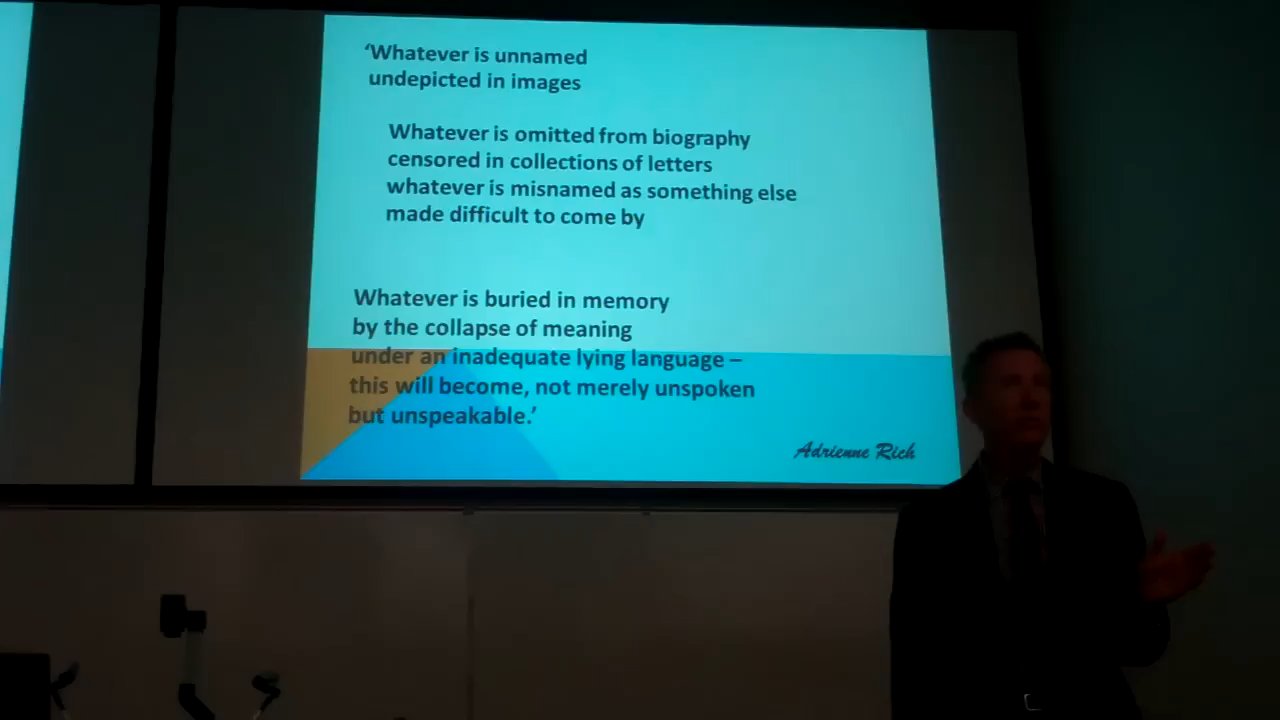 ‘Whatever is unnamed
undepicted in images
Whatever is omitted from biography
censored in collections of letters
whatever is misnamed as something else
made difficult to come by
Whatever is buried in memory
by the collapse of meaning
under an inadequate lying language –
this will become, not merely unspoken
but unspeakable.’
Adrienne Rich